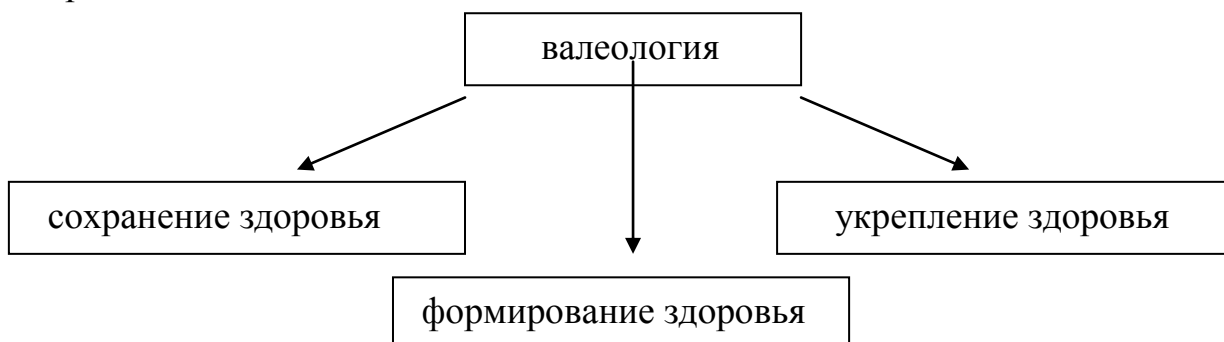 валеология
сохранение здоровья
укрепление здоровья
формирование здоровья